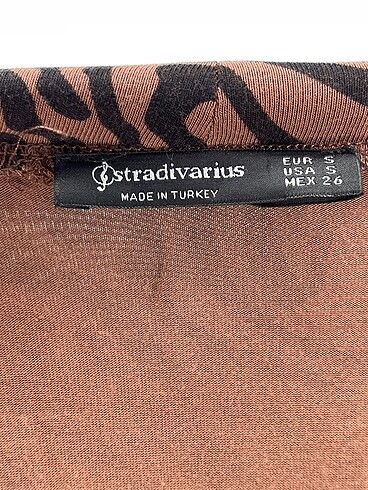 stradivarius
MADE IN TURKEY
EUR S
USA S
MEX 26